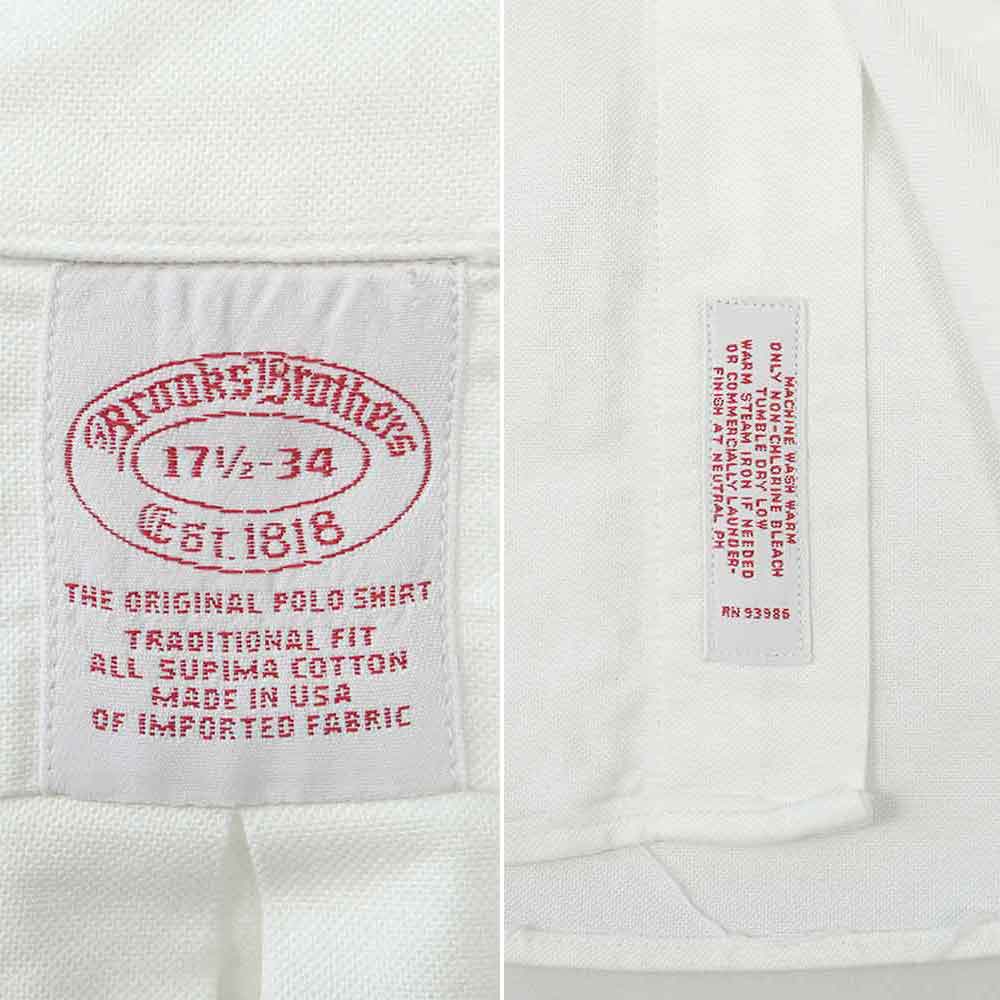 Brooks Brothers
17½-34
Est. 1818
THE ORIGINAL POLO SHIRT
TRADITIONAL FIT
ALL SUPIMA COTTON
MADE IN USA
OF IMPORTED FABRIC
MACHINE WASH WARM
ONLY NON-CHLORINE BLEACH
TUMBLE DRY LOW
WARM STEAM IRON IF NEEDED
OR COMMERCIALLY LAUNDER-
FINISH AT NEUTRAL PH
RN 93986